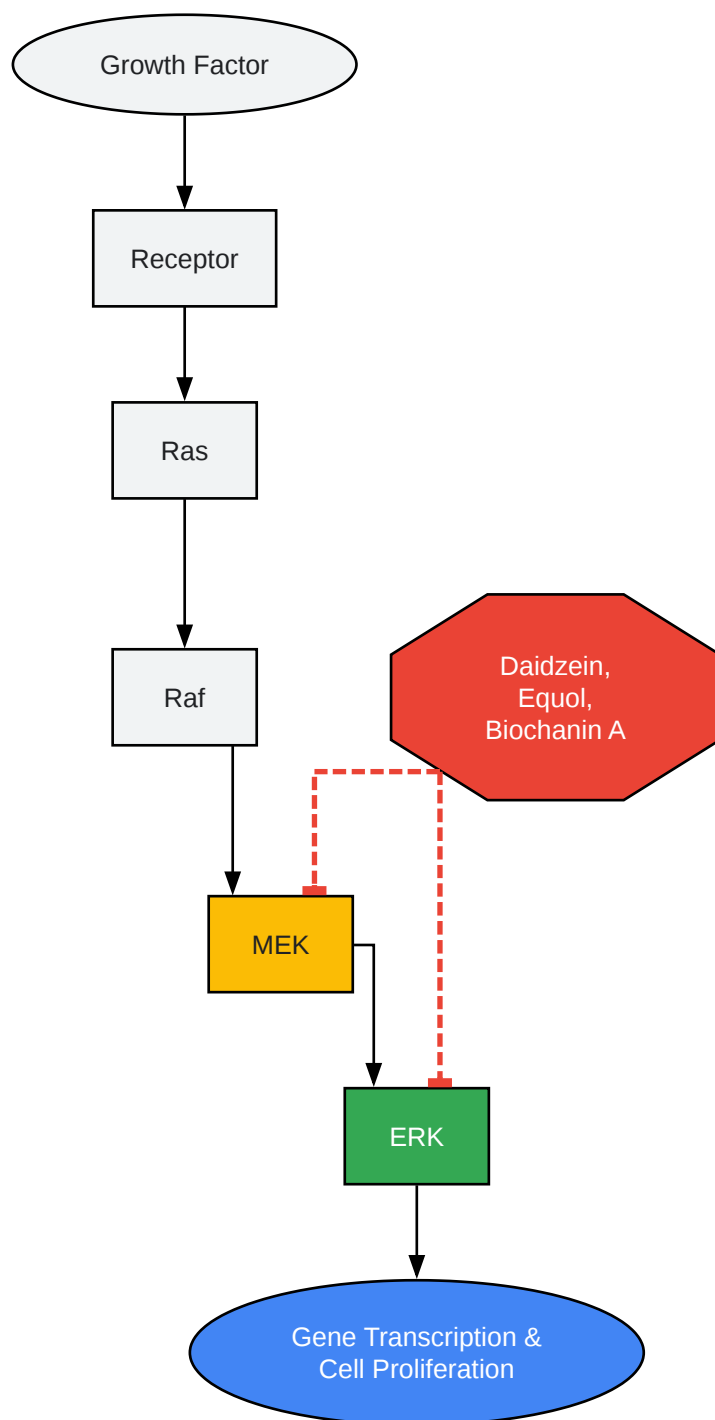 Growth Factor
Receptor
Ras
Raf
Daidzein,
Equol,
Biochanin A
MEK
ERK
Gene Transcription &
Cell Proliferation